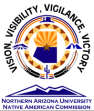 VISION, VISIBILITY, VIGILANCE, VICTORY
NORTHERN ARIZONA UNIVERSITY
NATIVE AMERICAN COMMISSION